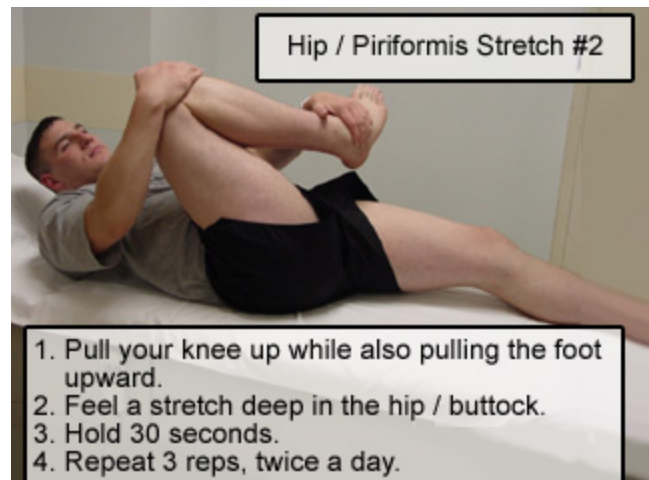 Hip / Piriformis Stretch #2
1. Pull your knee up while also pulling the foot
upward.
2. Feel a stretch deep in the hip / buttock.
3. Hold 30 seconds.
4. Repeat 3 reps, twice a day.